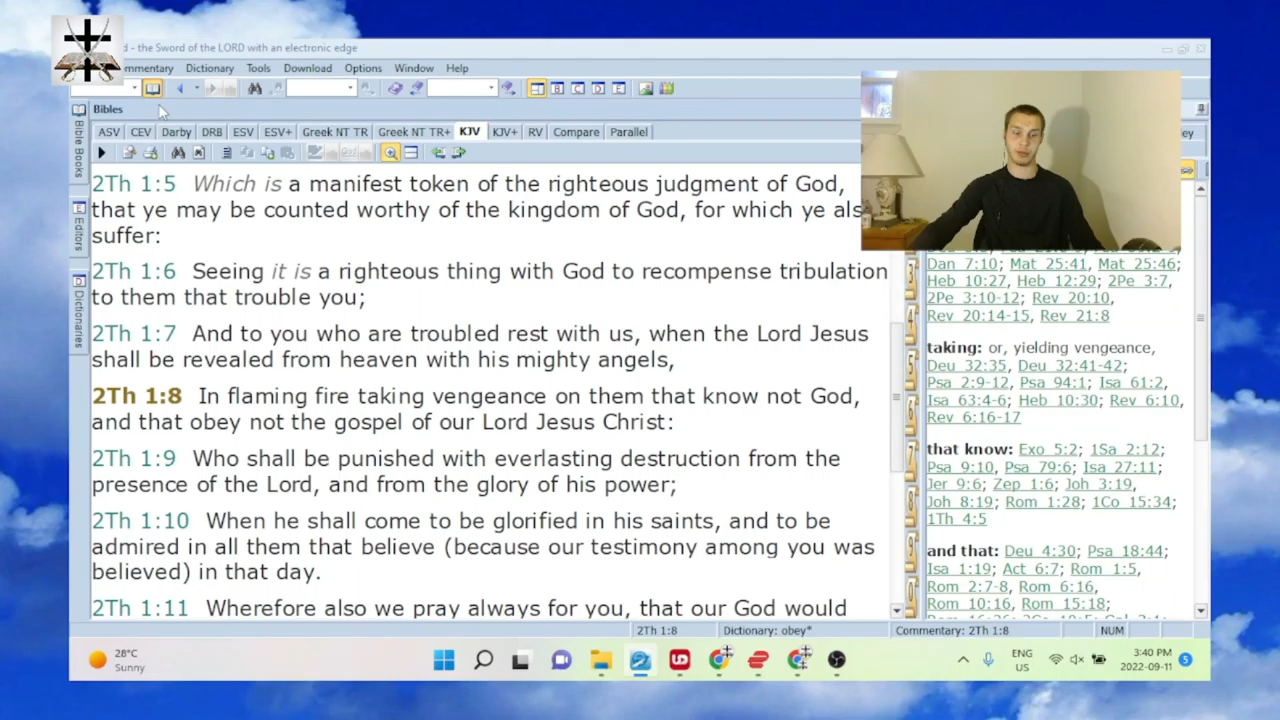 d - the Sword of the LORD with an electronic edge
mmentary Dictionary Tools Download Options Window Help
B C D E
Bibles
ASV CEV Darby DRB ESV ESV+ Greek NT TR Greek NT TR+ KJV KJV+ RV Compare Parallel
Bible Books
Editors
Dictionaries
2Th 1:5 Which is a manifest token of the righteous judgment of God,
that ye may be counted worthy of the kingdom of God, for which ye als
suffer:
2Th 1:6 Seeing it is a righteous thing with God to recompense tribulation
to them that trouble you;
2Th 1:7 And to you who are troubled rest with us, when the Lord Jesus
shall be revealed from heaven with his mighty angels,
2Th 1:8 In flaming fire taking vengeance on them that know not God,
and that obey not the gospel of our Lord Jesus Christ:
2Th 1:9 Who shall be punished with everlasting destruction from the
presence of the Lord, and from the glory of his power;
2Th 1:10 When he shall come to be glorified in his saints, and to be
admired in all them that believe (because our testimony among you was
believed) in that day.
2Th 1:11 Wherefore also we pray always for you, that our God would
ey
Dan 7:10; Mat 25:41, Mat 25:46;
Heb 10:27, Heb 12:29; 2Pe 3:7,
2Pe 3:10-12; Rev 20:10,
Rev 20:14-15, Rev 21:8
taking: or, yielding vengeance,
Deu 32:35, Deu 32:41-42;
Psa 2:9-12, Psa 94:1; Isa 61:2,
Isa 63:4-6; Heb 10:30; Rev 6:10,
Rev 6:16-17
that know: Exo 5:2; 1Sa 2:12;
Psa 9:10, Psa 79:6; Isa 27:11;
Jer 9:6; Zep 1:6; Joh 3:19,
Joh 8:19; Rom 1:28; 1Co 15:34;
1Th 4:5
and that: Deu 4:30; Psa 18:44;
Isa 1:19; Act 6:7; Rom 1:5,
Rom 2:7-8, Rom 6:16,
Rom 10:16, Rom 15:18;
2Th 1:8 Dictionary: obey* Commentary: 2Th 1:8 NUM
28°C
Sunny
ENG
US
3:40 PM
2022-09-11
5